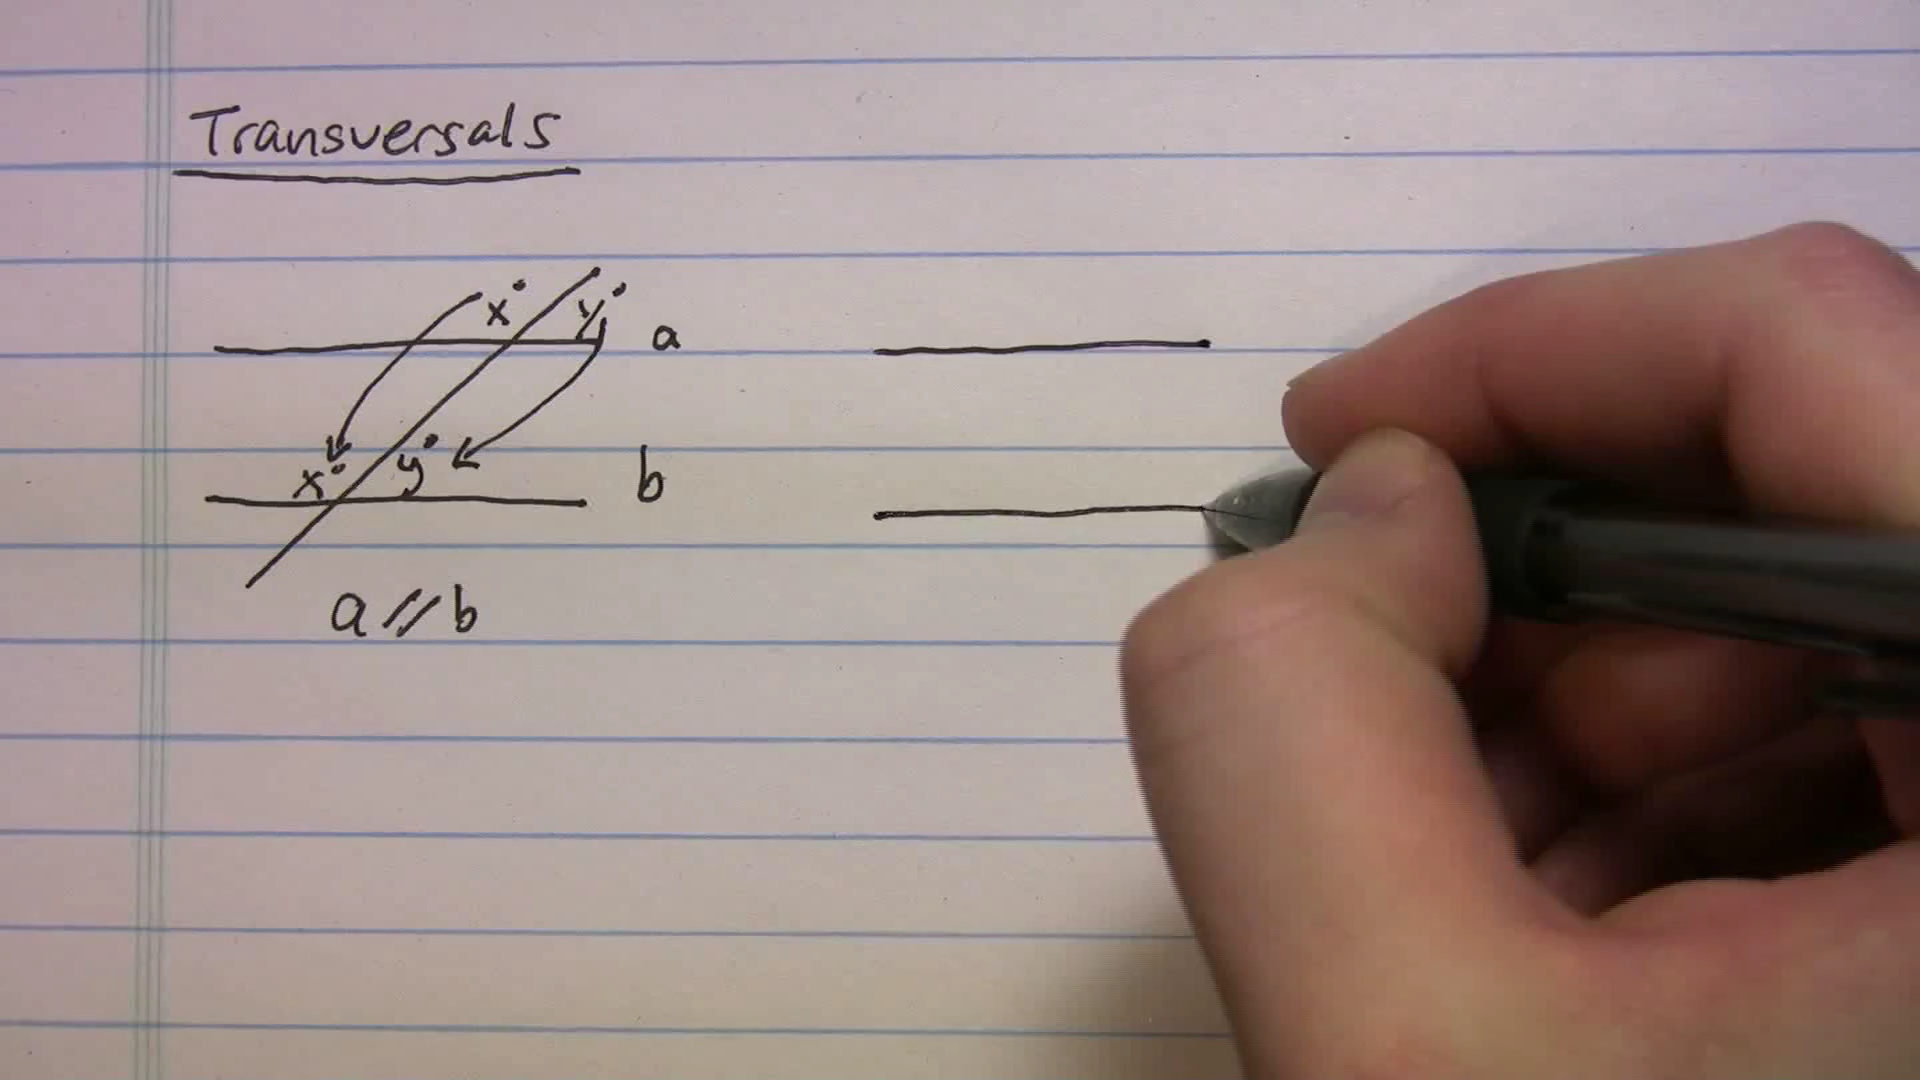 Transversals
x° y°
a
x° y°
b
a // b